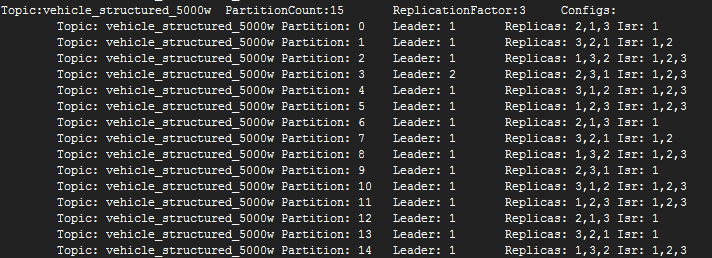 Topic:vehicle_structured_5000w PartitionCount:15 ReplicationFactor:3 Configs:
Topic: vehicle_structured_5000w Partition: 0 Leader: 1 Replicas: 2,1,3 Isr: 1
Topic: vehicle_structured_5000w Partition: 1 Leader: 1 Replicas: 3,2,1 Isr: 1,2
Topic: vehicle_structured_5000w Partition: 2 Leader: 1 Replicas: 1,3,2 Isr: 1,2,3
Topic: vehicle_structured_5000w Partition: 3 Leader: 2 Replicas: 2,3,1 Isr: 1,2,3
Topic: vehicle_structured_5000w Partition: 4 Leader: 1 Replicas: 3,1,2 Isr: 1,2,3
Topic: vehicle_structured_5000w Partition: 5 Leader: 1 Replicas: 1,2,3 Isr: 1,2,3
Topic: vehicle_structured_5000w Partition: 6 Leader: 1 Replicas: 2,1,3 Isr: 1
Topic: vehicle_structured_5000w Partition: 7 Leader: 1 Replicas: 3,2,1 Isr: 1,2
Topic: vehicle_structured_5000w Partition: 8 Leader: 1 Replicas: 1,3,2 Isr: 1,2,3
Topic: vehicle_structured_5000w Partition: 9 Leader: 1 Replicas: 2,3,1 Isr: 1
Topic: vehicle_structured_5000w Partition: 10 Leader: 1 Replicas: 3,1,2 Isr: 1,2,3
Topic: vehicle_structured_5000w Partition: 11 Leader: 1 Replicas: 1,2,3 Isr: 1,2,3
Topic: vehicle_structured_5000w Partition: 12 Leader: 1 Replicas: 2,1,3 Isr: 1
Topic: vehicle_structured_5000w Partition: 13 Leader: 1 Replicas: 3,2,1 Isr: 1
Topic: vehicle_structured_5000w Partition: 14 Leader: 1 Replicas: 1,3,2 Isr: 1,2,3